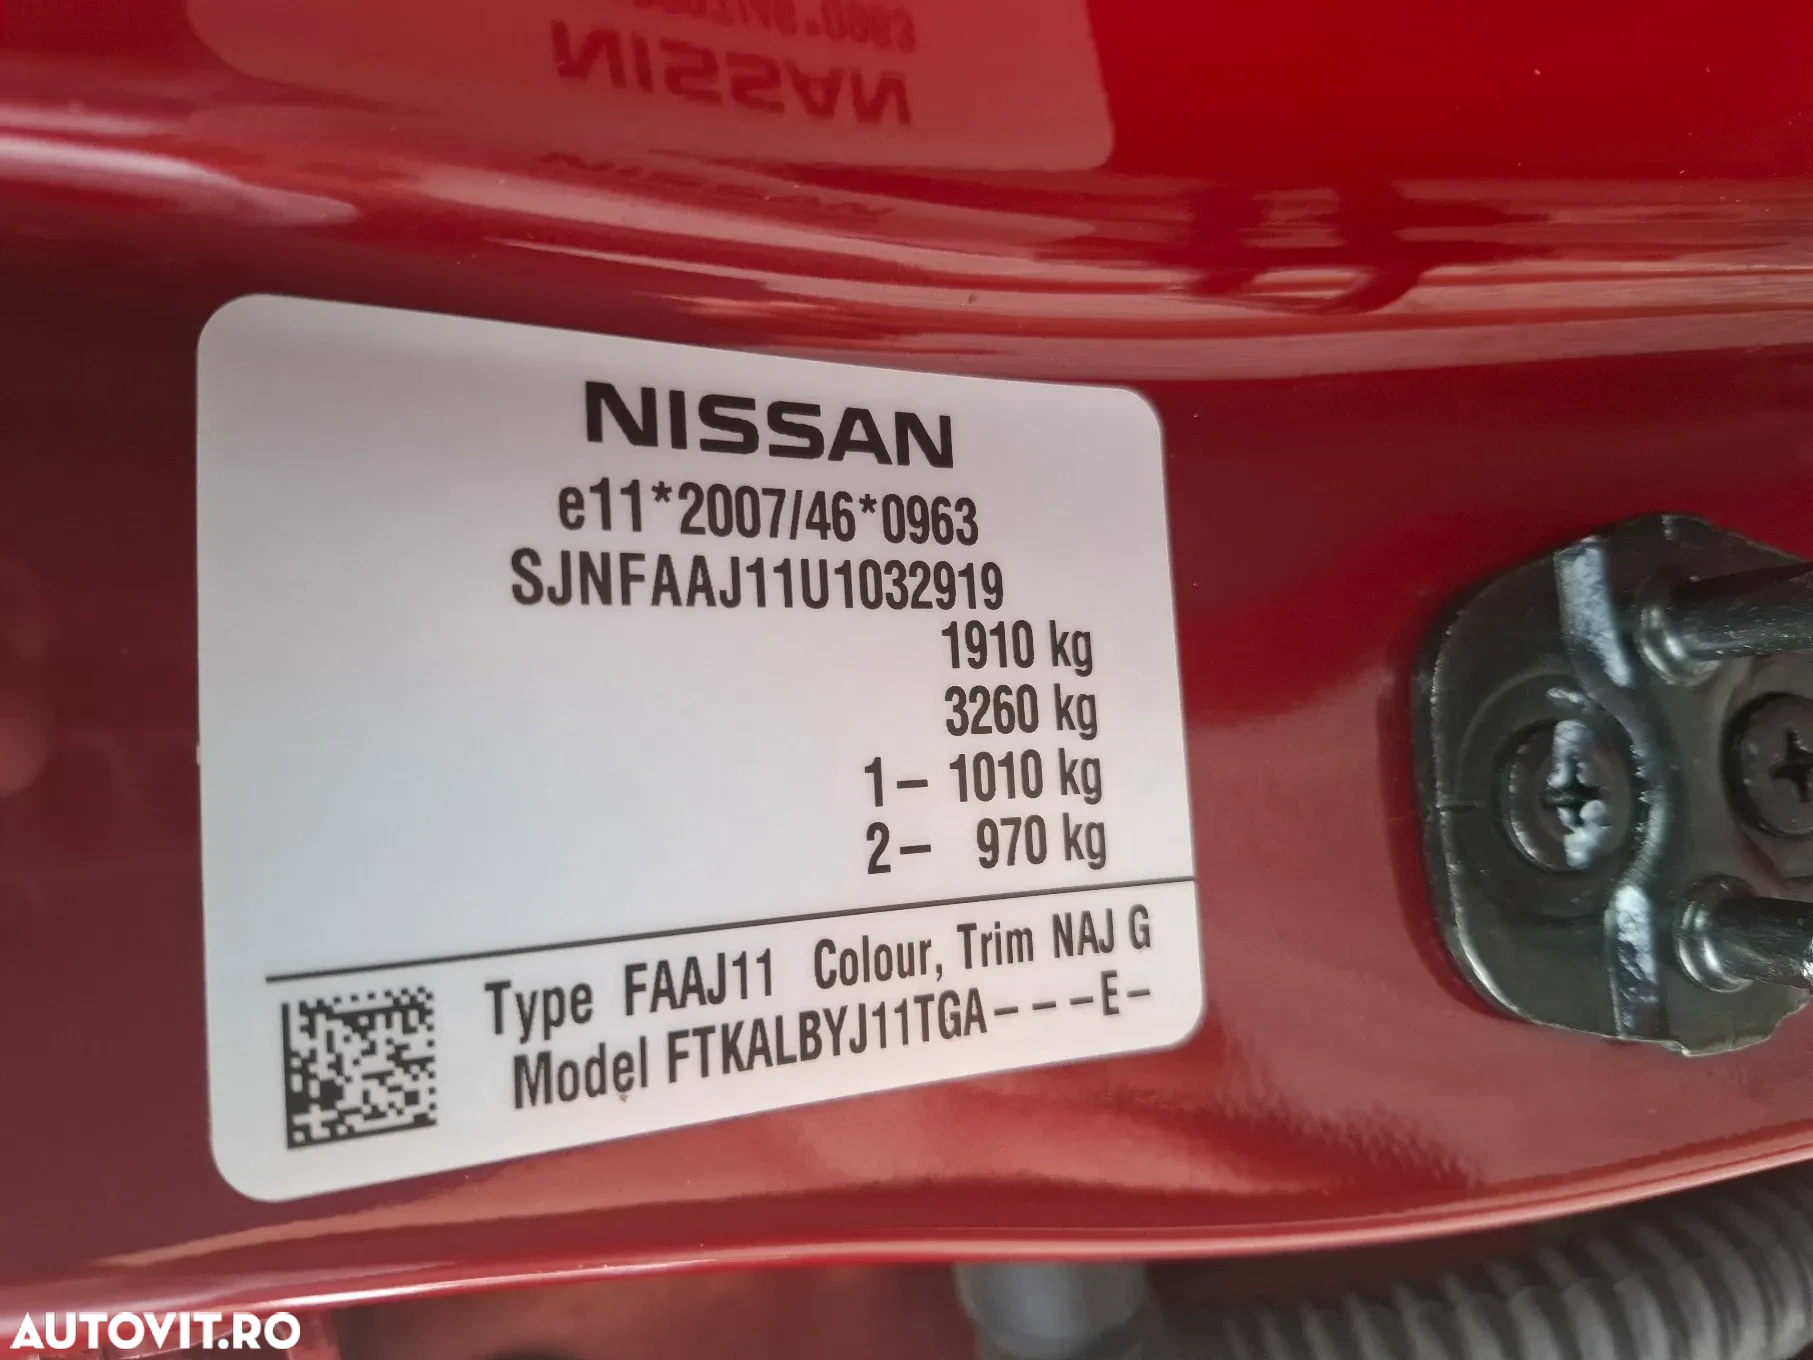 NISSAN
e11*2007/46*0963
SJNFAAJ11U1032919
1910 kg
3260 kg
1– 1010 kg
2– 970 kg
Type FAAJ11 Colour, Trim NAJ G
Model FTKALBYJ11TGA– – –E–
AUTOVIT.RO